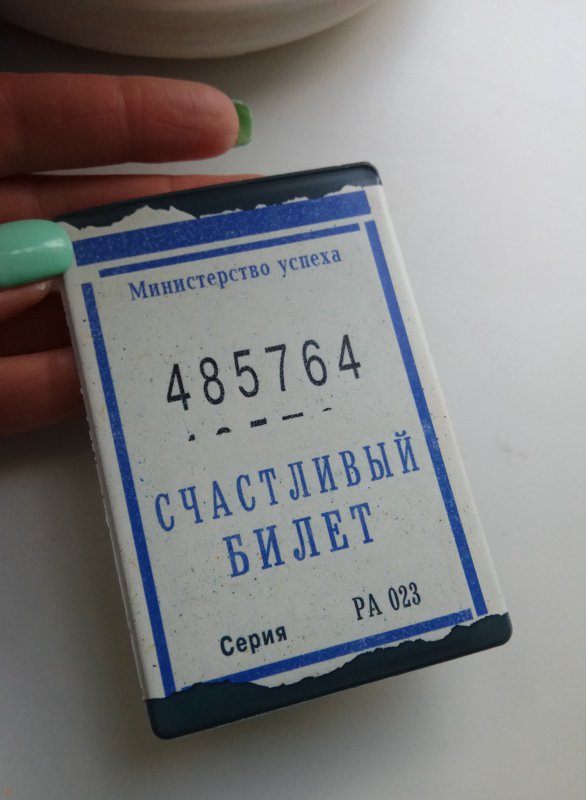 Министерство успеха
485764
СЧАСТЛИВЫЙ
БИЛЕТ
Серия РА 023